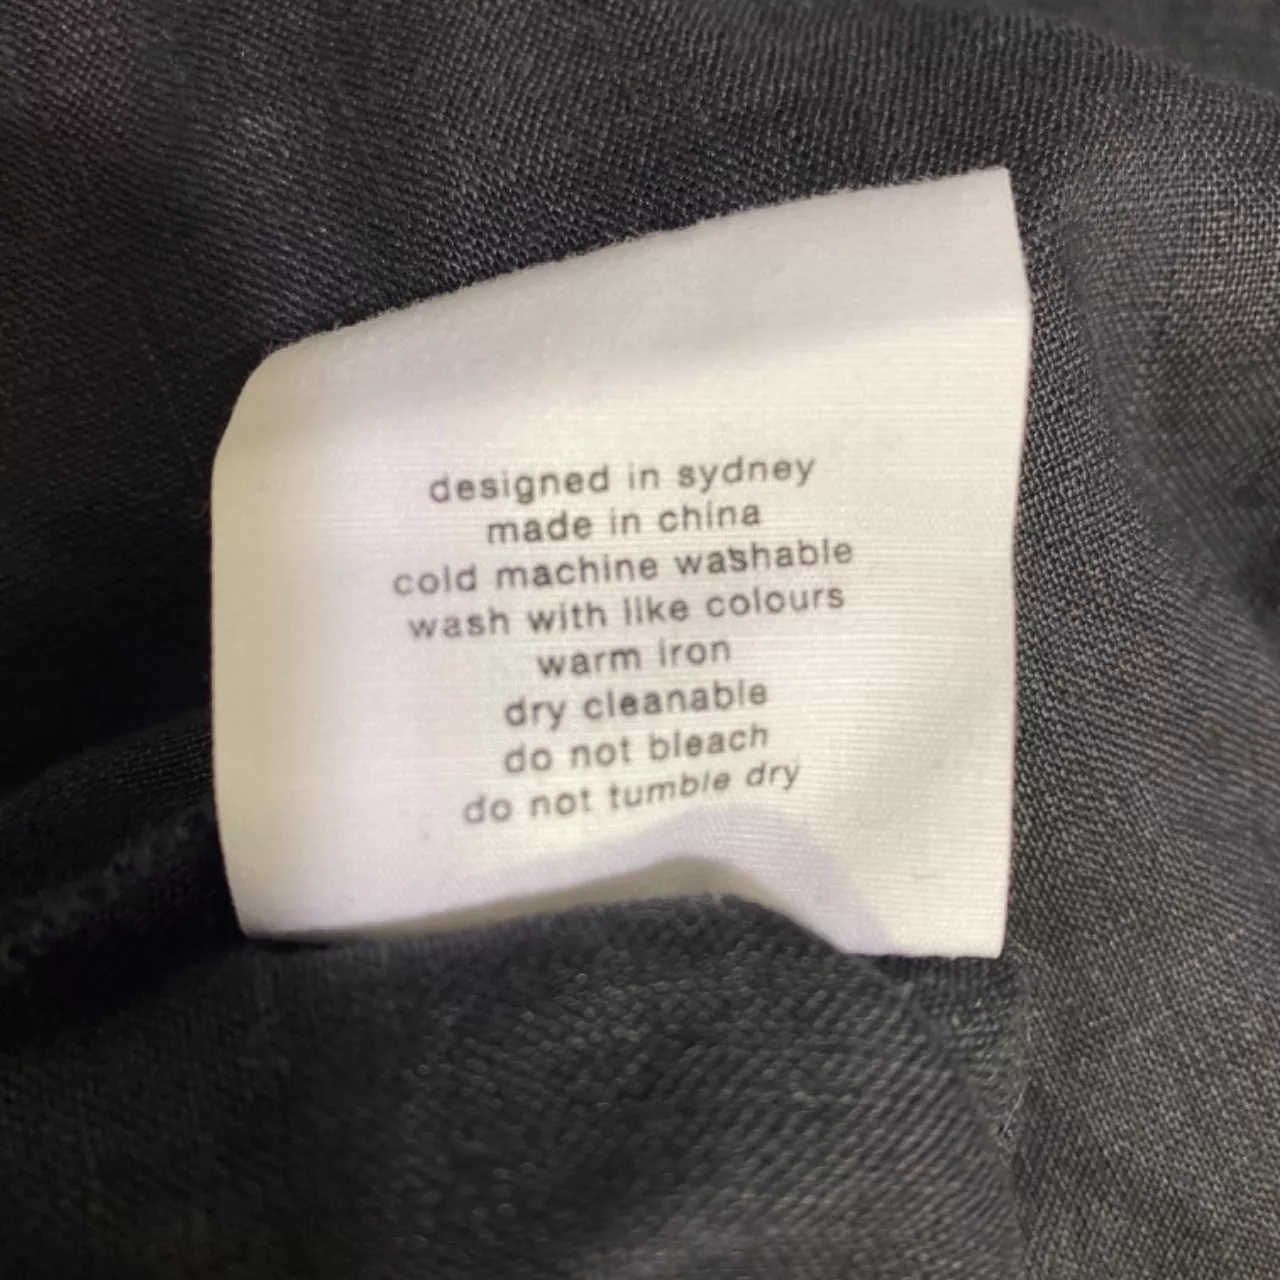 designed in sydney
made in china
cold machine washable
wash with like colours
warm iron
dry cleanable
do not bleach
do not tumble dry